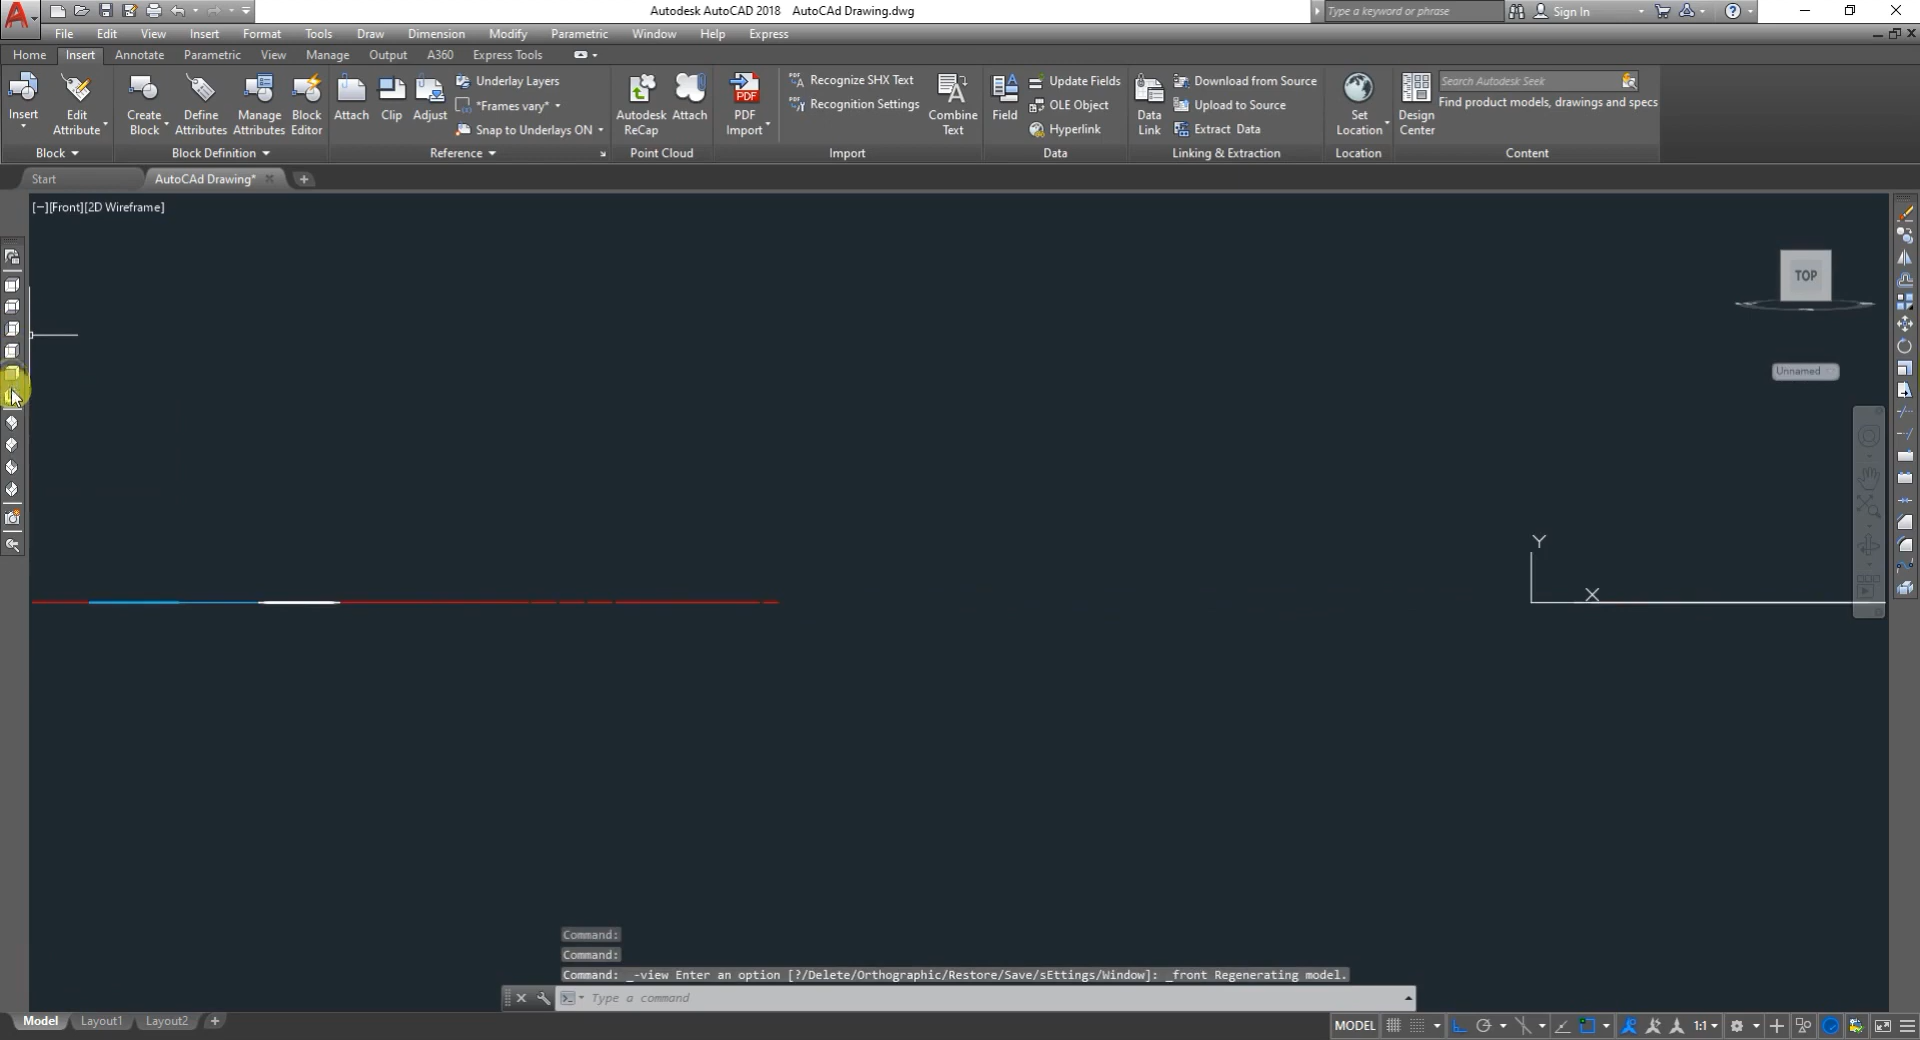 Autodesk AutoCAD 2018 AutoCAd Drawing.dwg
Type a keyword or phrase
Sign In
File Edit View Insert Format Tools Draw Dimension Modify Parametric Window Help Express
Home Insert Annotate Parametric View Manage Output A360 Express Tools
Insert
Edit Attribute
Create Block
Define Attributes
Manage Attributes
Block Editor
Attach
Clip
Adjust
Underlay Layers
*Frames vary*
Snap to Underlays ON
Autodesk ReCap
Attach
PDF Import
Recognize SHX Text
Recognition Settings
Combine Text
Field
Update Fields
OLE Object
Hyperlink
Data Link
Download from Source
Upload to Source
Extract Data
Set Location
Design Center
Search Autodesk Seek
Find product models, drawings and specs
Block
Block Definition
Reference
Point Cloud
Import
Data
Linking & Extraction
Location
Content
Start
AutoCAd Drawing*
[−][Front][2D Wireframe]
TOP
Unnamed
Y
X
Command:
Command:
Command: _-view Enter an option [?/Delete/Orthographic/Restore/Save/sEttings/Window]: _front Regenerating model.
Type a command
Model Layout1 Layout2
MODEL
1:1